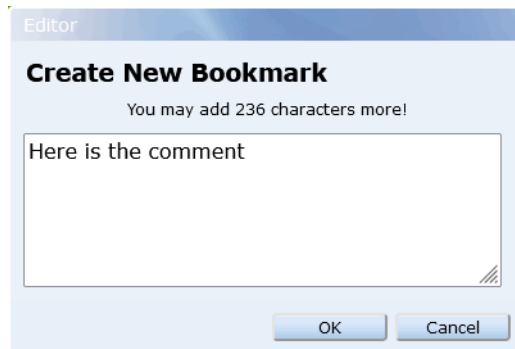 Editor
Create New Bookmark
You may add 236 characters more!
Here is the comment
OK Cancel